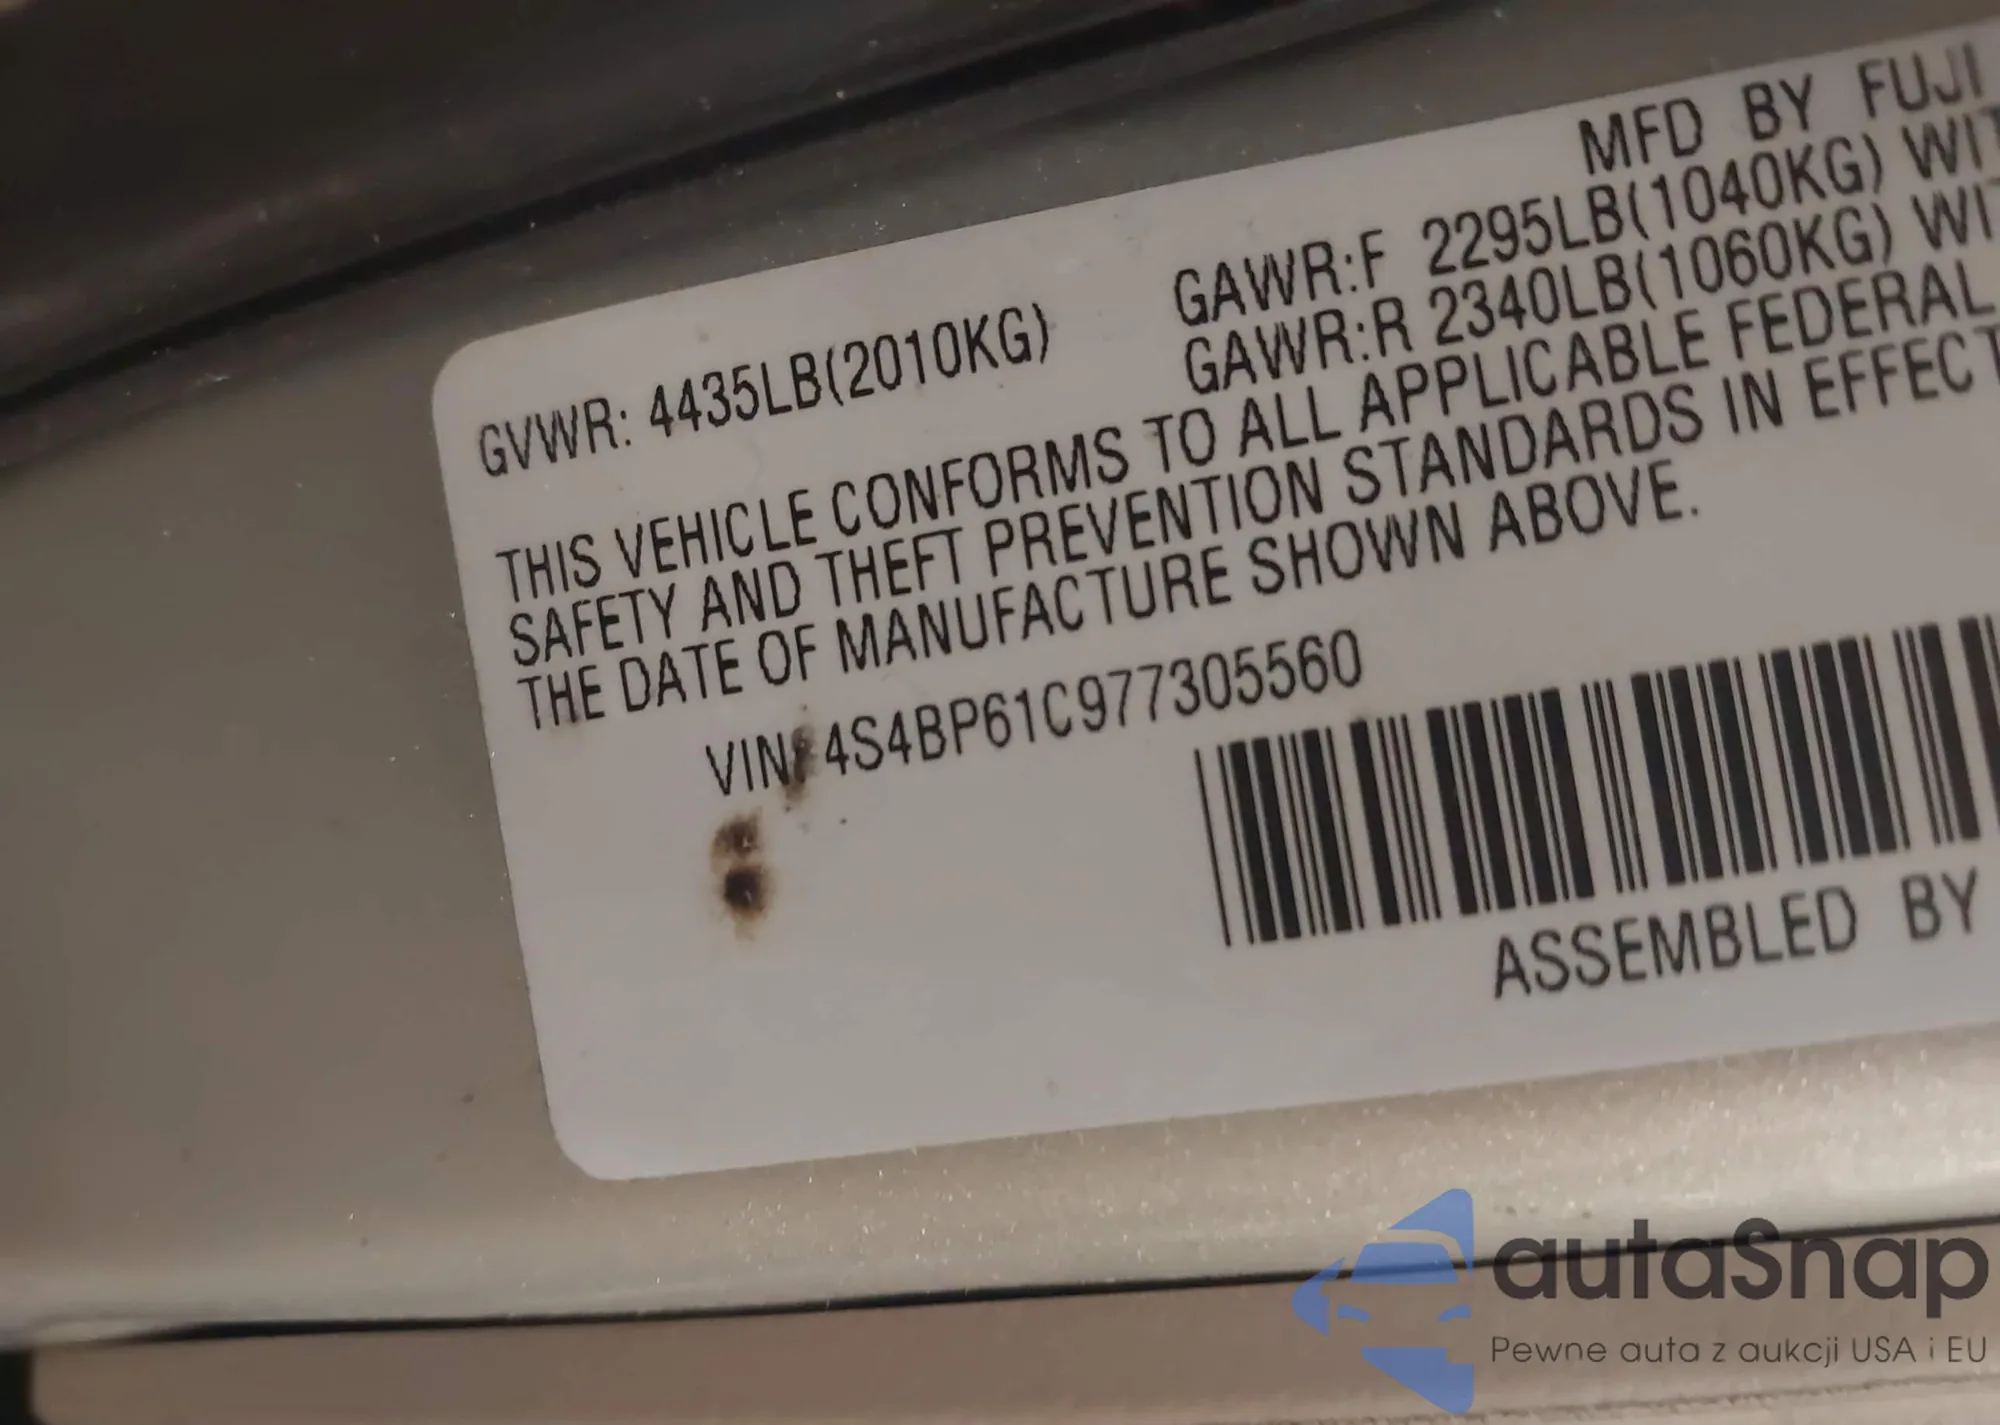 MFD BY FUJI
GVWR: 4435LB(2010KG)
GAWR:F 2295LB(1040KG)
GAWR:R 2340LB(1060KG)
THIS VEHICLE CONFORMS TO ALL APPLICABLE FEDERAL
SAFETY AND THEFT PREVENTION STANDARDS IN EFFECT
THE DATE OF MANUFACTURE SHOWN ABOVE.
VIN: 4S4BP61C977305560
ASSEMBLED BY
autaSnap
Pewne auta z aukcji USA i EU